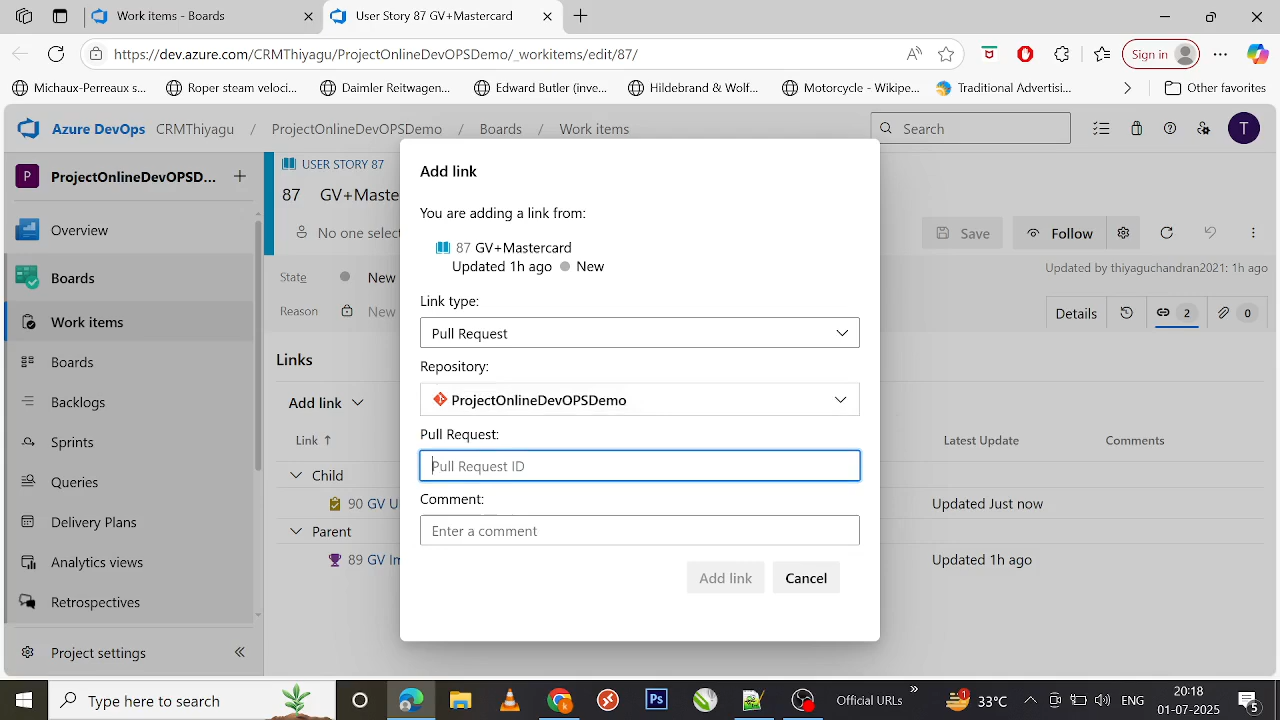 Work items - Boards
User Story 87 GV+Mastercard
https://dev.azure.com/CRMThiyagu/ProjectOnlineDevOPSDemo/_workitems/edit/87/
Sign in
Michaux-Perreaux s...
Roper steam veloci...
Daimler Reitwagen...
Edward Butler (inve...
Hildebrand & Wolf...
Motorcycle - Wikipe...
Traditional Advertisi...
Other favorites
Azure DevOps CRMThiyagu / ProjectOnlineDevOPSDemo / Boards / Work items
Search
T
P ProjectOnlineDevOPSD...
Overview
Boards
Work items
Boards
Backlogs
Sprints
Queries
Delivery Plans
Analytics views
Retrospectives
Project settings
USER STORY 87
87 GV+Maste
No one select
Save
Follow
State New
Updated by thiyaguchandran2021: 1h ago
Reason New
Details
2
0
Links
Add link
Link
Latest Update
Comments
Child
90 GV U
Updated Just now
Parent
89 GV Im
Updated 1h ago
Add link
You are adding a link from:
87 GV+Mastercard
Updated 1h ago New
Link type:
Pull Request
Repository:
ProjectOnlineDevOPSDemo
Pull Request:
Pull Request ID
Comment:
Enter a comment
Add link
Cancel
Type here to search
Ps
Official URLs
1
33°C
ENG
20:18
01-07-2025
5